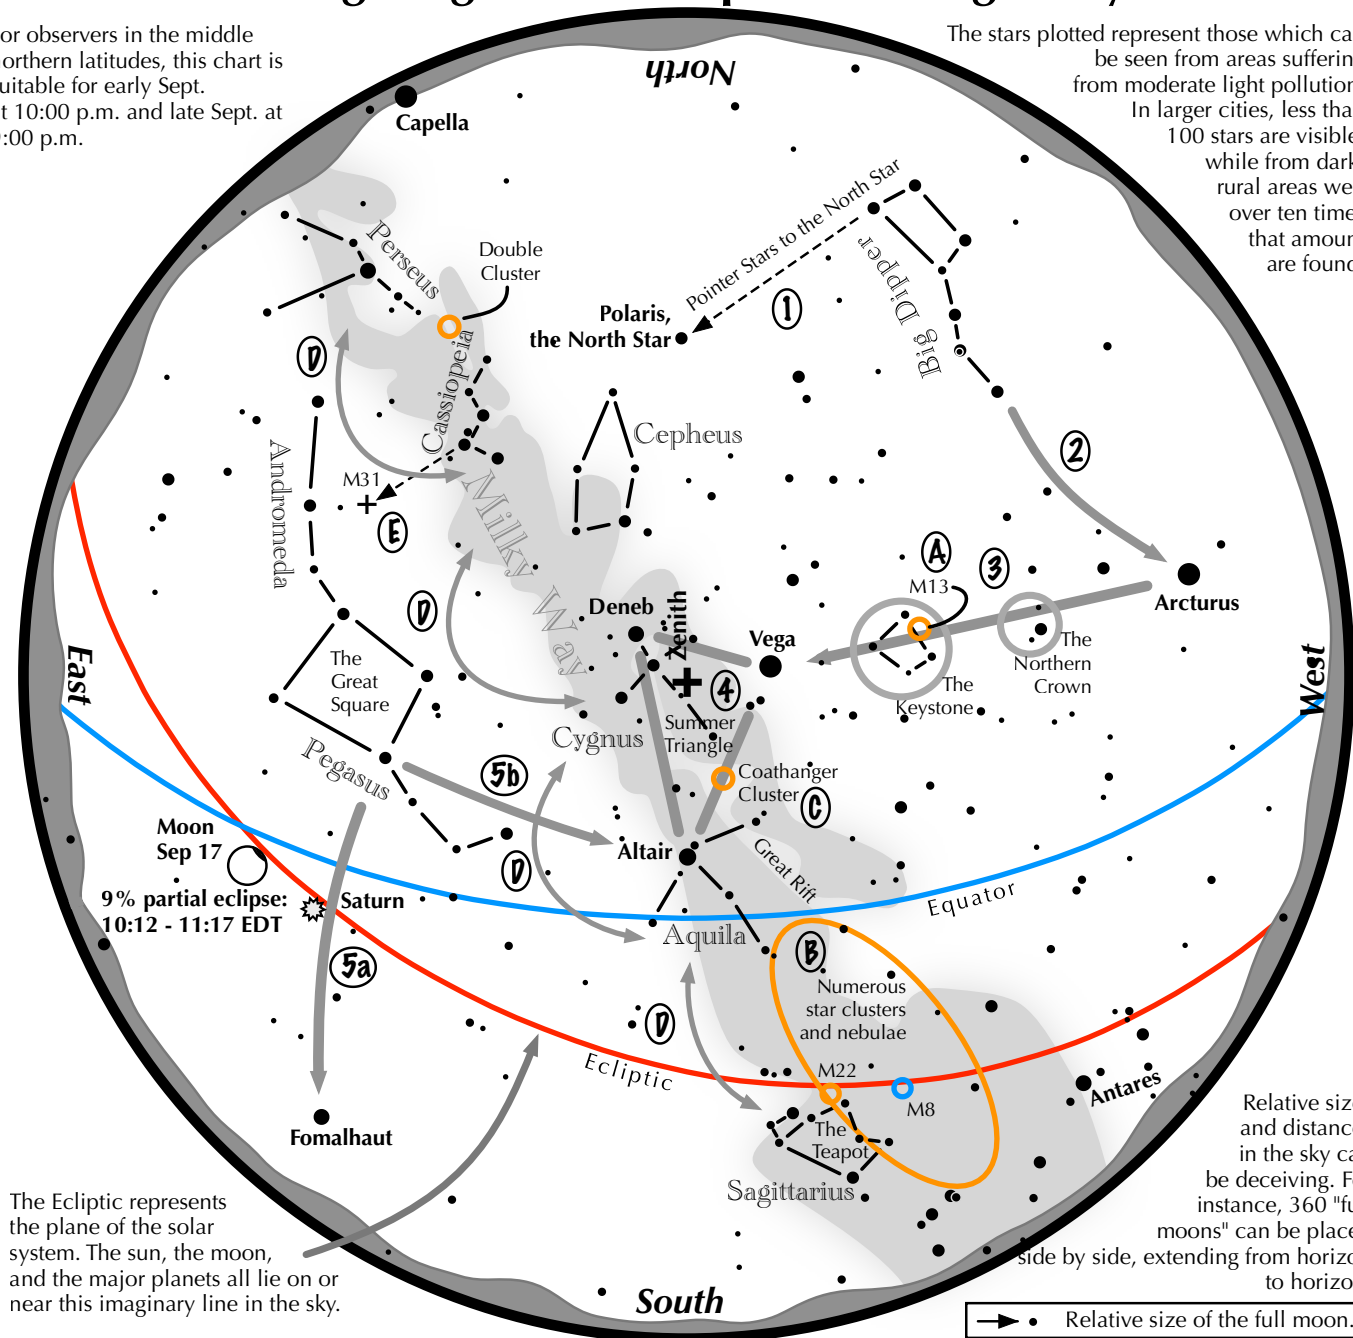 or observers in the middle
orthern latitudes, this chart is
uitable for early Sept.
t 10:00 p.m. and late Sept. at
:00 p.m.
The stars plotted represent those which ca
be seen from areas sufferin
from moderate light pollution
In larger cities, less tha
100 stars are visible
while from dark
rural areas we
over ten time
that amoun
are found
North
Capella
Perseus
Double
Cluster
Pointer Stars to the North Star
1
Big Dipper
Polaris,
the North Star
D
Cassiopeia
Cepheus
2
Andromeda
M31
E
Milky Way
A
3
M13
Arcturus
D
Deneb
Zenith
Vega
The
Northern
Crown
The
Keystone
East
West
The
Great
Square
4
Summer
Triangle
Cygnus
Pegasus
5b
Coathanger
Cluster
C
Moon
Sep 17
Altair
Great Rift
D
9% partial eclipse:
10:12 - 11:17 EDT
Saturn
Equator
Aquila
B
5a
Numerous
star clusters
and nebulae
D
Ecliptic
M22
M8
Antares
Fomalhaut
The
Teapot
Sagittarius
Relative siz
and distanc
in the sky ca
be deceiving. F
instance, 360 "fu
moons" can be place
side by side, extending from horizo
to horizo
The Ecliptic represents
the plane of the solar
system. The sun, the moon,
and the major planets all lie on or
near this imaginary line in the sky.
South
Relative size of the full moon.